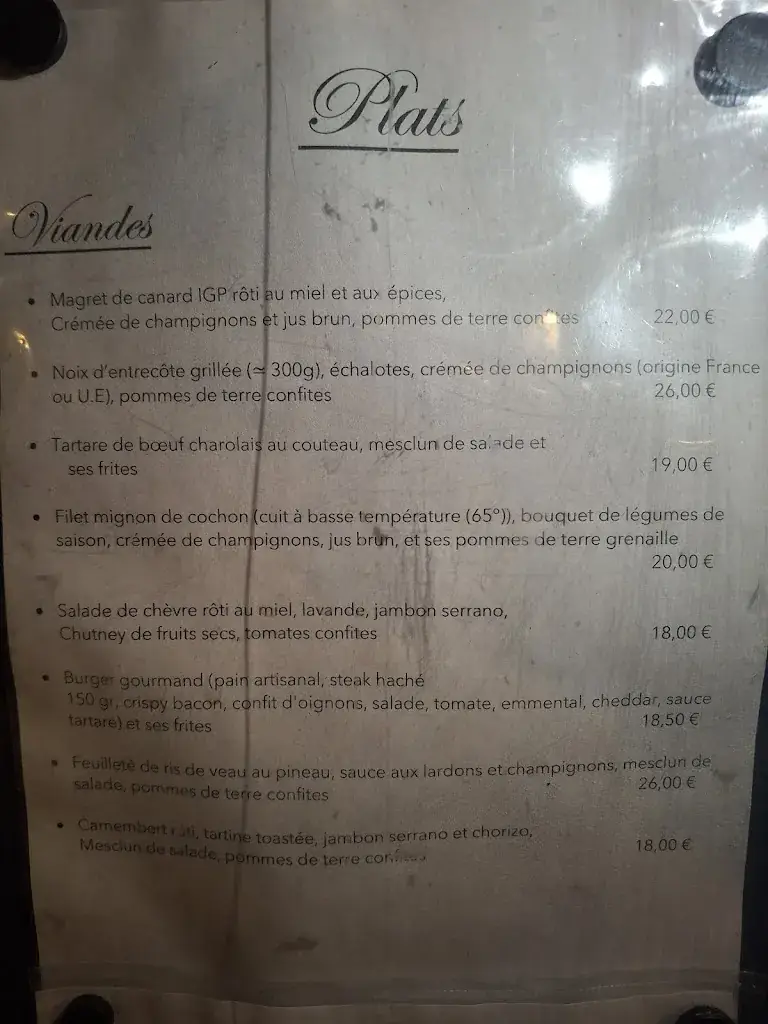 Plats
Viandes
• Magret de canard IGP rôti au miel et aux épices,
Crémée de champignons et jus brun, pommes de terre confites 22,00 €
• Noix d'entrecôte grillée (≃ 300g), échalotes, crémée de champignons (origine France
ou U.E), pommes de terre confites 26,00 €
• Tartare de bœuf charolais au couteau, mesclun de salade et
ses frites 19,00 €
• Filet mignon de cochon (cuit à basse température (65°)), bouquet de légumes de
saison, crémée de champignons, jus brun, et ses pommes de terre grenaille
20,00 €
• Salade de chèvre rôti au miel, lavande, jambon serrano,
Chutney de fruits secs, tomates confites 18,00 €
• Burger gourmand (pain artisanal, steak haché
150 gr, crispy bacon, confit d'oignons, salade, tomate, emmental, cheddar, sauce
tartare) et ses frites 18,50 €
• Feuilleté de ris de veau au pineau, sauce aux lardons et champignons, mesclun de
salade, pommes de terre confites 26,00 €
• Camembert rôti, tartine toastée, jambon serrano et chorizo,
Mesclun de salade, pommes de terre confites 18,00 €